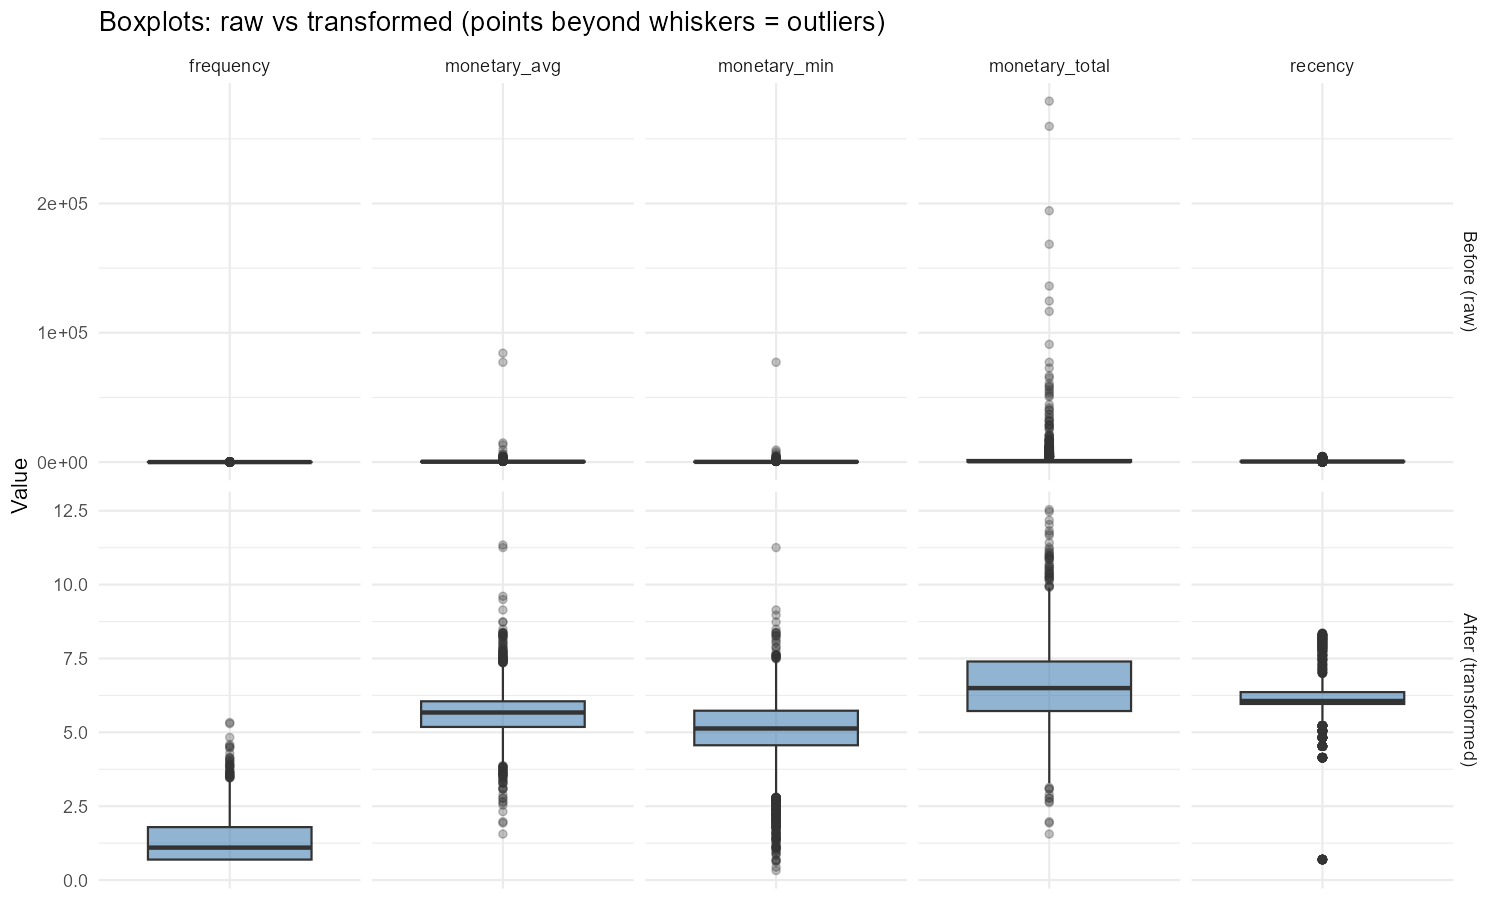 Boxplots: raw vs transformed (points beyond whiskers = outliers)
frequency
monetary_avg
monetary_min
monetary_total
recency
2e+05
1e+05
0e+00
Before (raw)
Value
12.5
10.0
7.5
5.0
2.5
0.0
After (transformed)